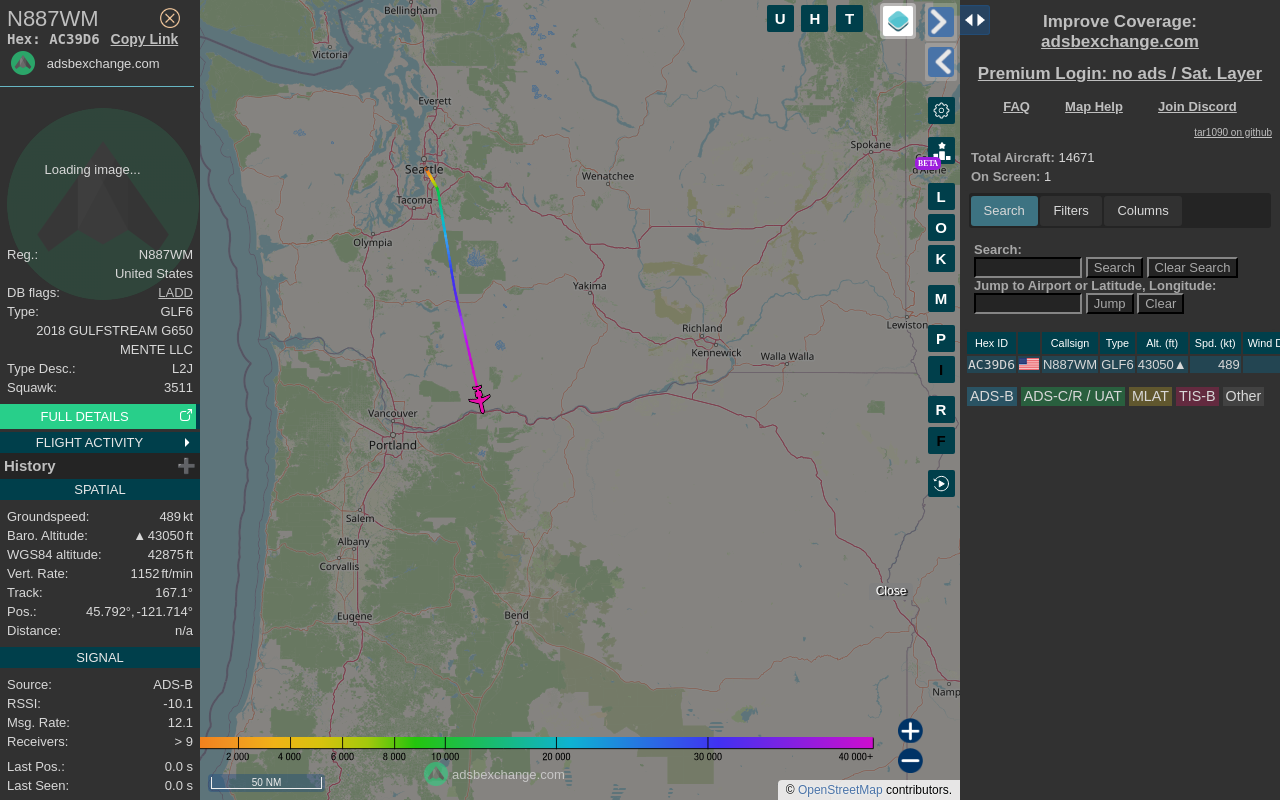 N887WM
Hex: AC39D6 Copy Link
adsbexchange.com
Loading image...
Reg.: N887WM
United States
DB flags: LADD
Type: GLF6
2018 GULFSTREAM G650
MENTE LLC
Type Desc.: L2J
Squawk: 3511
FULL DETAILS
FLIGHT ACTIVITY
History
SPATIAL
Groundspeed: 489 kt
Baro. Altitude: ▲ 43050 ft
WGS84 altitude: 42875 ft
Vert. Rate: 1152 ft/min
Track: 167.1°
Pos.: 45.792°, -121.714°
Distance: n/a
SIGNAL
Source: ADS-B
RSSI: -10.1
Msg. Rate: 12.1
Receivers: > 9
Last Pos.: 0.0 s
Last Seen: 0.0 s
Bellingham
Victoria
Everett
Seattle
Tacoma
Olympia
Wenatchee
Spokane
Yakima
Richland
Kennewick
Walla Walla
Lewiston
Vancouver
Portland
Salem
Albany
Corvallis
Eugene
Bend
Close
Namp
U H T
BETA
L
O
K
M
P
I
R
F
2 000 4 000 6 000 8 000 10 000 20 000 30 000 40 000+
50 NM
adsbexchange.com
© OpenStreetMap contributors.
Improve Coverage:
adsbexchange.com
Premium Login: no ads / Sat. Layer
FAQ Map Help Join Discord
tar1090 on github
Total Aircraft: 14671
On Screen: 1
Search Filters Columns
Search:
Search Clear Search
Jump to Airport or Latitude, Longitude:
Jump Clear
Hex ID Callsign Type Alt. (ft) Spd. (kt) Wind D
AC39D6 N887WM GLF6 43050▲ 489
ADS-B ADS-C/R / UAT MLAT TIS-B Other